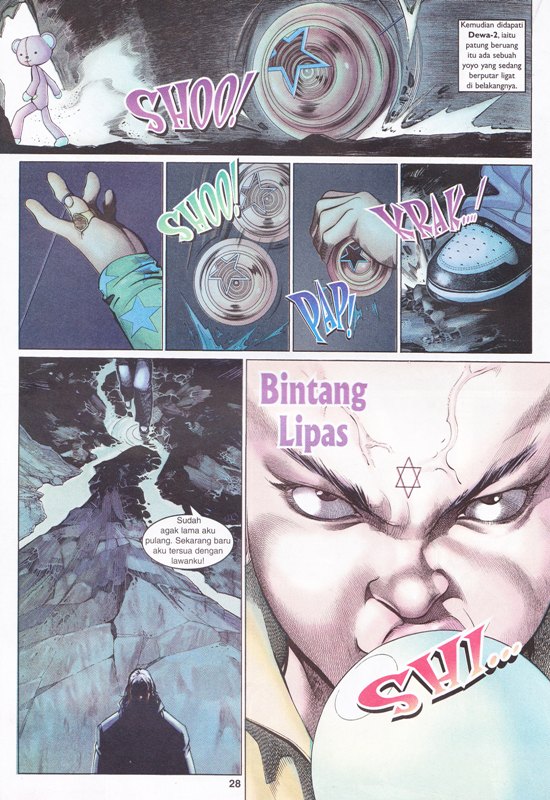 Kemudian didapati
Dewa-2, iaitu
patung beruang
itu ada sebuah
yoyo yang sedang
berputar ligat
di belakangnya.
SHOO!
SHOO!
PAP!
KRAK...!
Sudah
agak lama aku
pulang. Sekarang baru
aku tersua dengan
lawanku!
Bintang
Lipas
SHI...
28